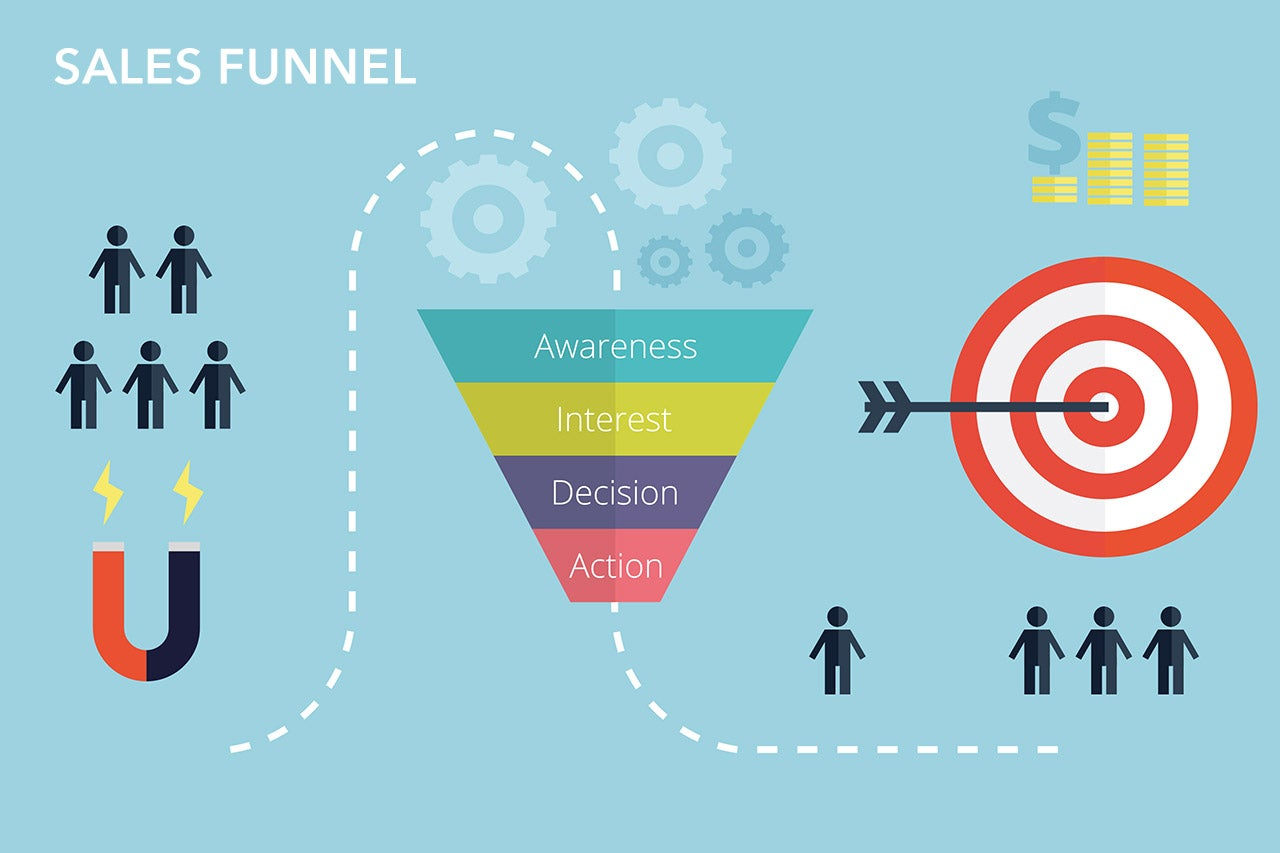 SALES FUNNEL
$
Awareness
Interest
Decision
Action